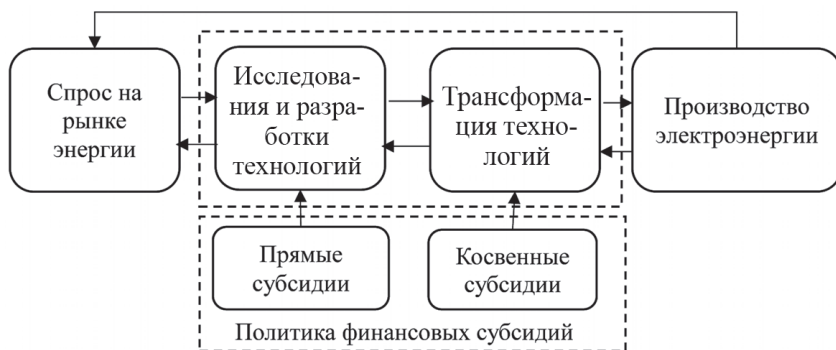 Спрос на
рынке
энергии
Исследова-
ния и разра-
ботки
технологий
Трансформа-
ция техно-
логий
Производство
электроэнергии
Прямые
субсидии
Косвенные
субсидии
Политика финансовых субсидий